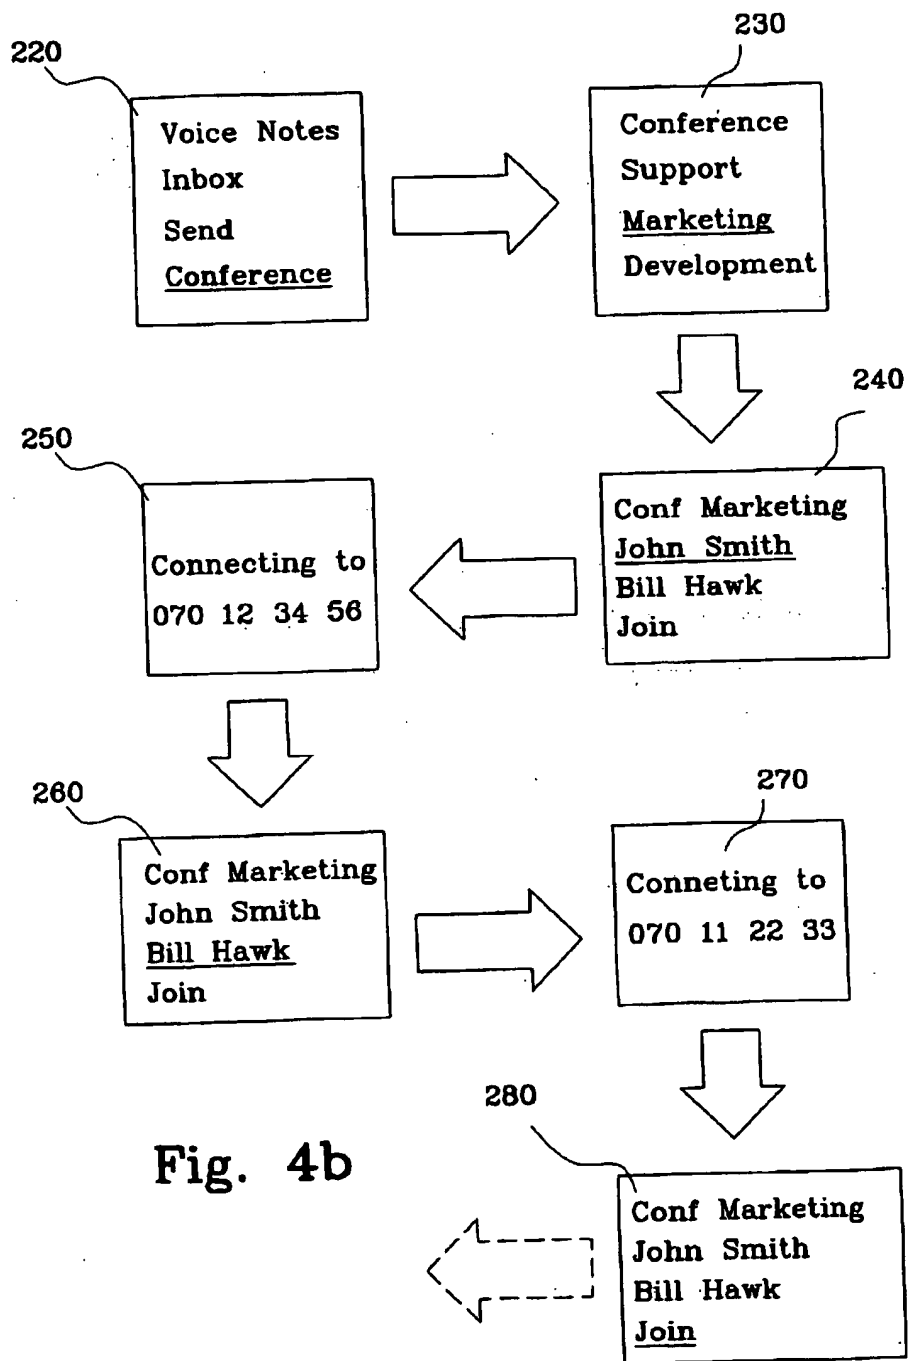 220
Voice Notes
Inbox
Send
Conference
230
Conference
Support
Marketing
Development
240
Conf Marketing
John Smith
Bill Hawk
Join
250
Connecting to
070 12 34 56
260
Conf Marketing
John Smith
Bill Hawk
Join
270
Conneting to
070 11 22 33
280
Conf Marketing
John Smith
Bill Hawk
Join
Fig. 4b